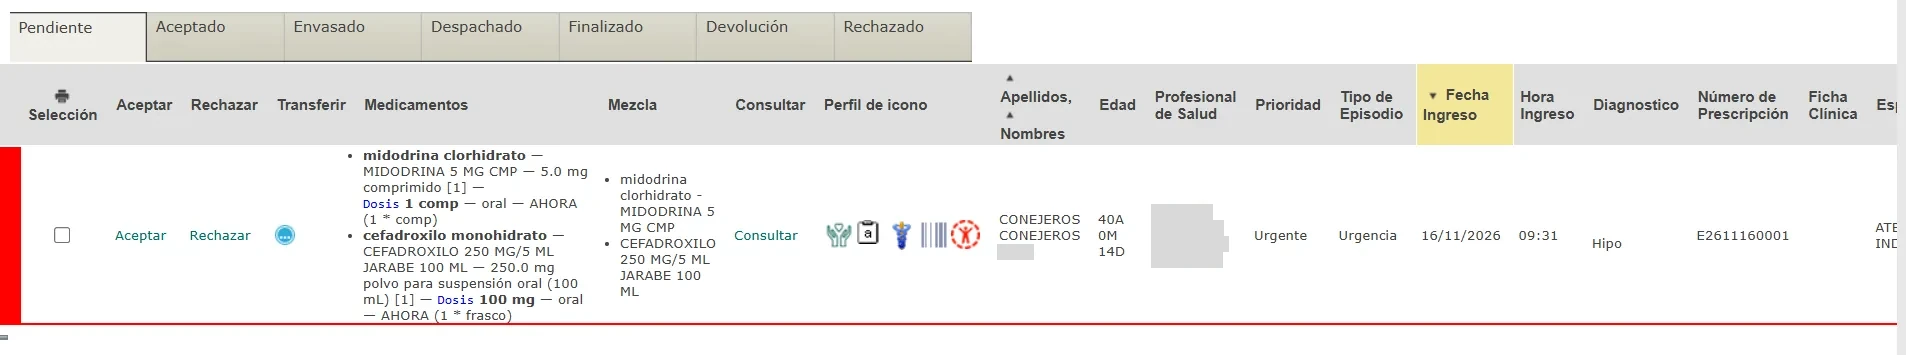 Pendiente Aceptado Envasado Despachado Finalizado Devolución Rechazado
Selección
Aceptar
Rechazar
Transferir
Medicamentos
Mezcla
Consultar
Perfil de icono
Apellidos,
Nombres
Edad
Profesional
de Salud
Prioridad
Tipo de
Episodio
Fecha
Ingreso
Hora
Ingreso
Diagnostico
Número de
Prescripción
Ficha
Clínica
Aceptar
Rechazar
midodrina clorhidrato —
MIDODRINA 5 MG CMP — 5.0 mg
comprimido [1] —
Dosis 1 comp — oral — AHORA
(1 * comp)
cefadroxilo monohidrato —
CEFADROXILO 250 MG/5 ML
JARABE 100 ML — 250.0 mg
polvo para suspensión oral (100
mL) [1] — Dosis 100 mg — oral
— AHORA (1 * frasco)
midodrina
clorhidrato -
MIDODRINA 5
MG CMP
CEFADROXILO
250 MG/5 ML
JARABE 100
ML
Consultar
a
CONEJEROS
CONEJEROS
40A
0M
14D
Urgente
Urgencia
16/11/2026
09:31
Hipo
E2611160001